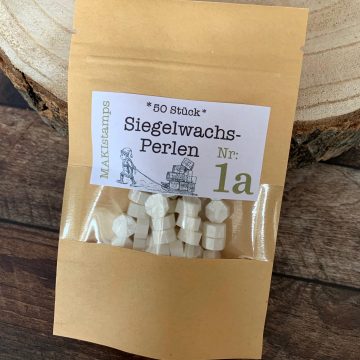 MAKIstamps
*50 Stück*
Siegelwachs-
Perlen
Nr:
1a